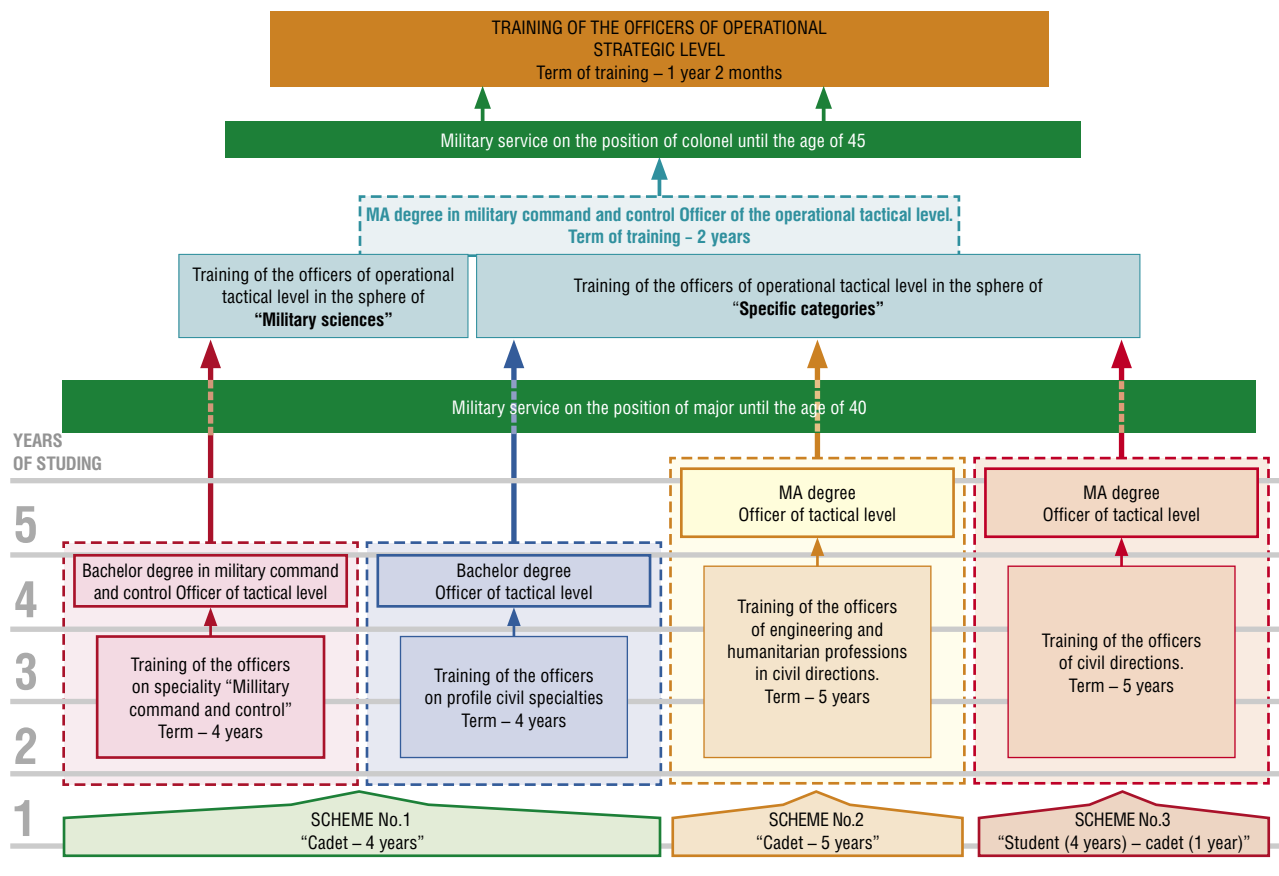 TRAINING OF THE OFFICERS OF OPERATIONAL
STRATEGIC LEVEL
Term of training – 1 year 2 months
Military service on the position of colonel until the age of 45
MA degree in military command and control Officer of the operational tactical level.
Term of training - 2 years
Training of the officers of operational
tactical level in the sphere of
“Military sciences”
Training of the officers of operational tactical level in the sphere of
“Specific categories”
Military service on the position of major until the age of 40
YEARS
OF STUDING
5
4
3
2
1
Bachelor degree in military command
and control Officer of tactical level
Training of the officers
on speciality “Millitary
command and control”
Term – 4 years
Bachelor degree
Officer of tactical level
Training of the officers
on profile civil specialties
Term – 4 years
MA degree
Officer of tactical level
Training of the officers
of engineering and
humanitarian professions
in civil directions.
Term – 5 years
MA degree
Officer of tactical level
Training of the officers
of civil directions.
Term – 5 years
SCHEME No.1
“Cadet – 4 years”
SCHEME No.2
“Cadet – 5 years”
SCHEME No.3
“Student (4 years) – cadet (1 year)”